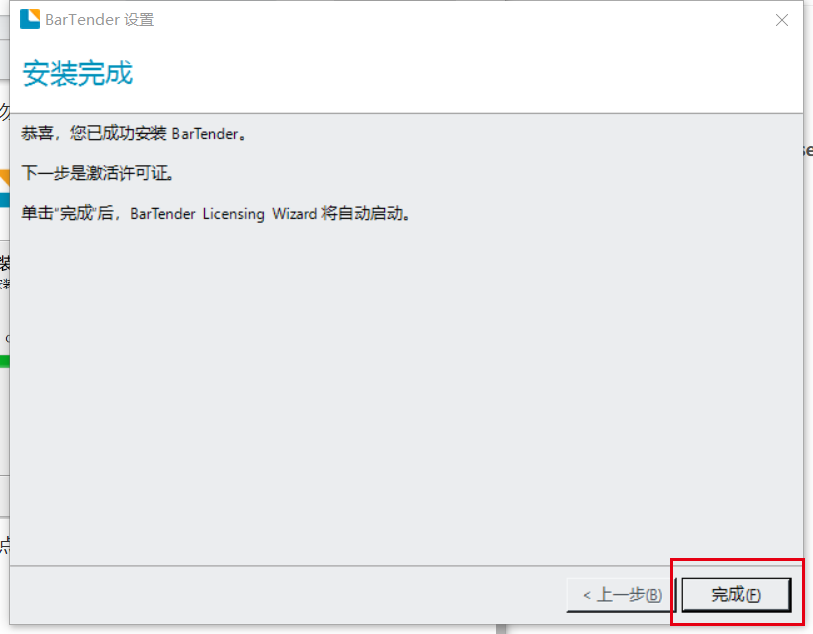 BarTender 设置
安装完成
恭喜，您已成功安装 BarTender。
下一步是激活许可证。
单击“完成”后，BarTender Licensing Wizard 将自动启动。
< 上一步(B)
完成(F)